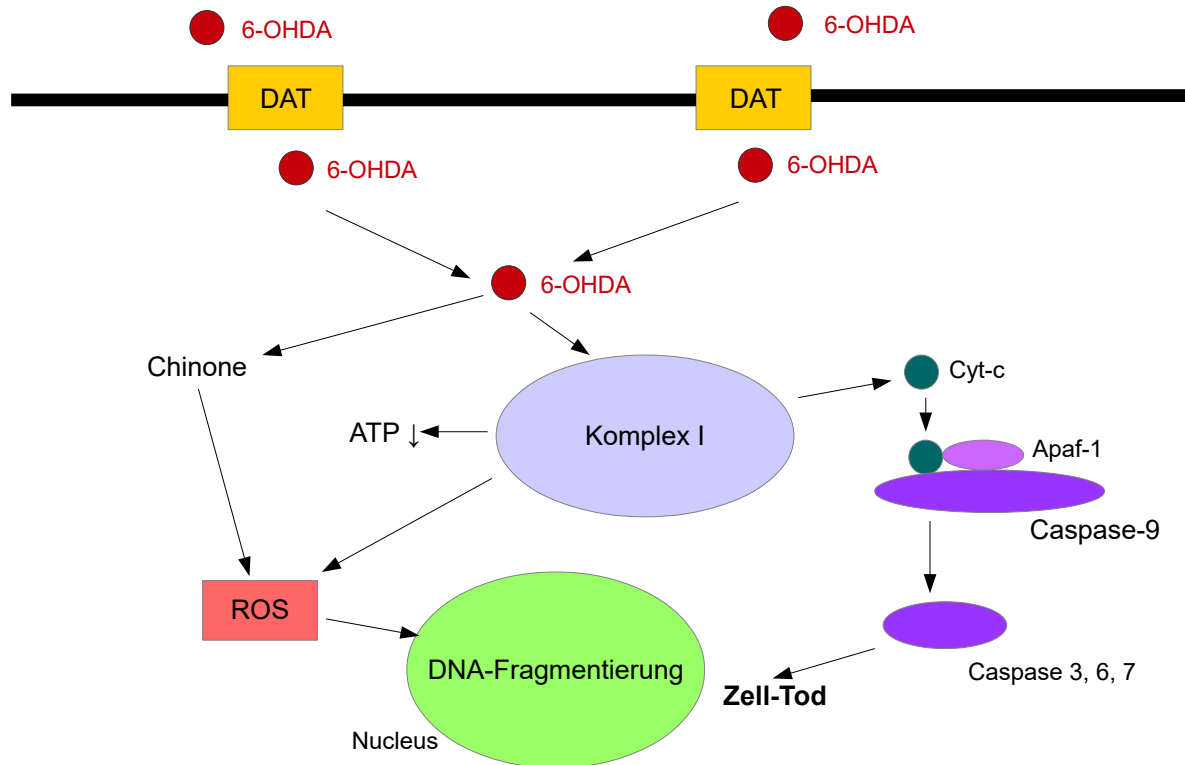 6-OHDA
6-OHDA
DAT
DAT
6-OHDA
6-OHDA
6-OHDA
Chinone
Cyt-c
ATP ↓
Komplex I
Apaf-1
Caspase-9
ROS
DNA-Fragmentierung
Caspase 3, 6, 7
Zell-Tod
Nucleus